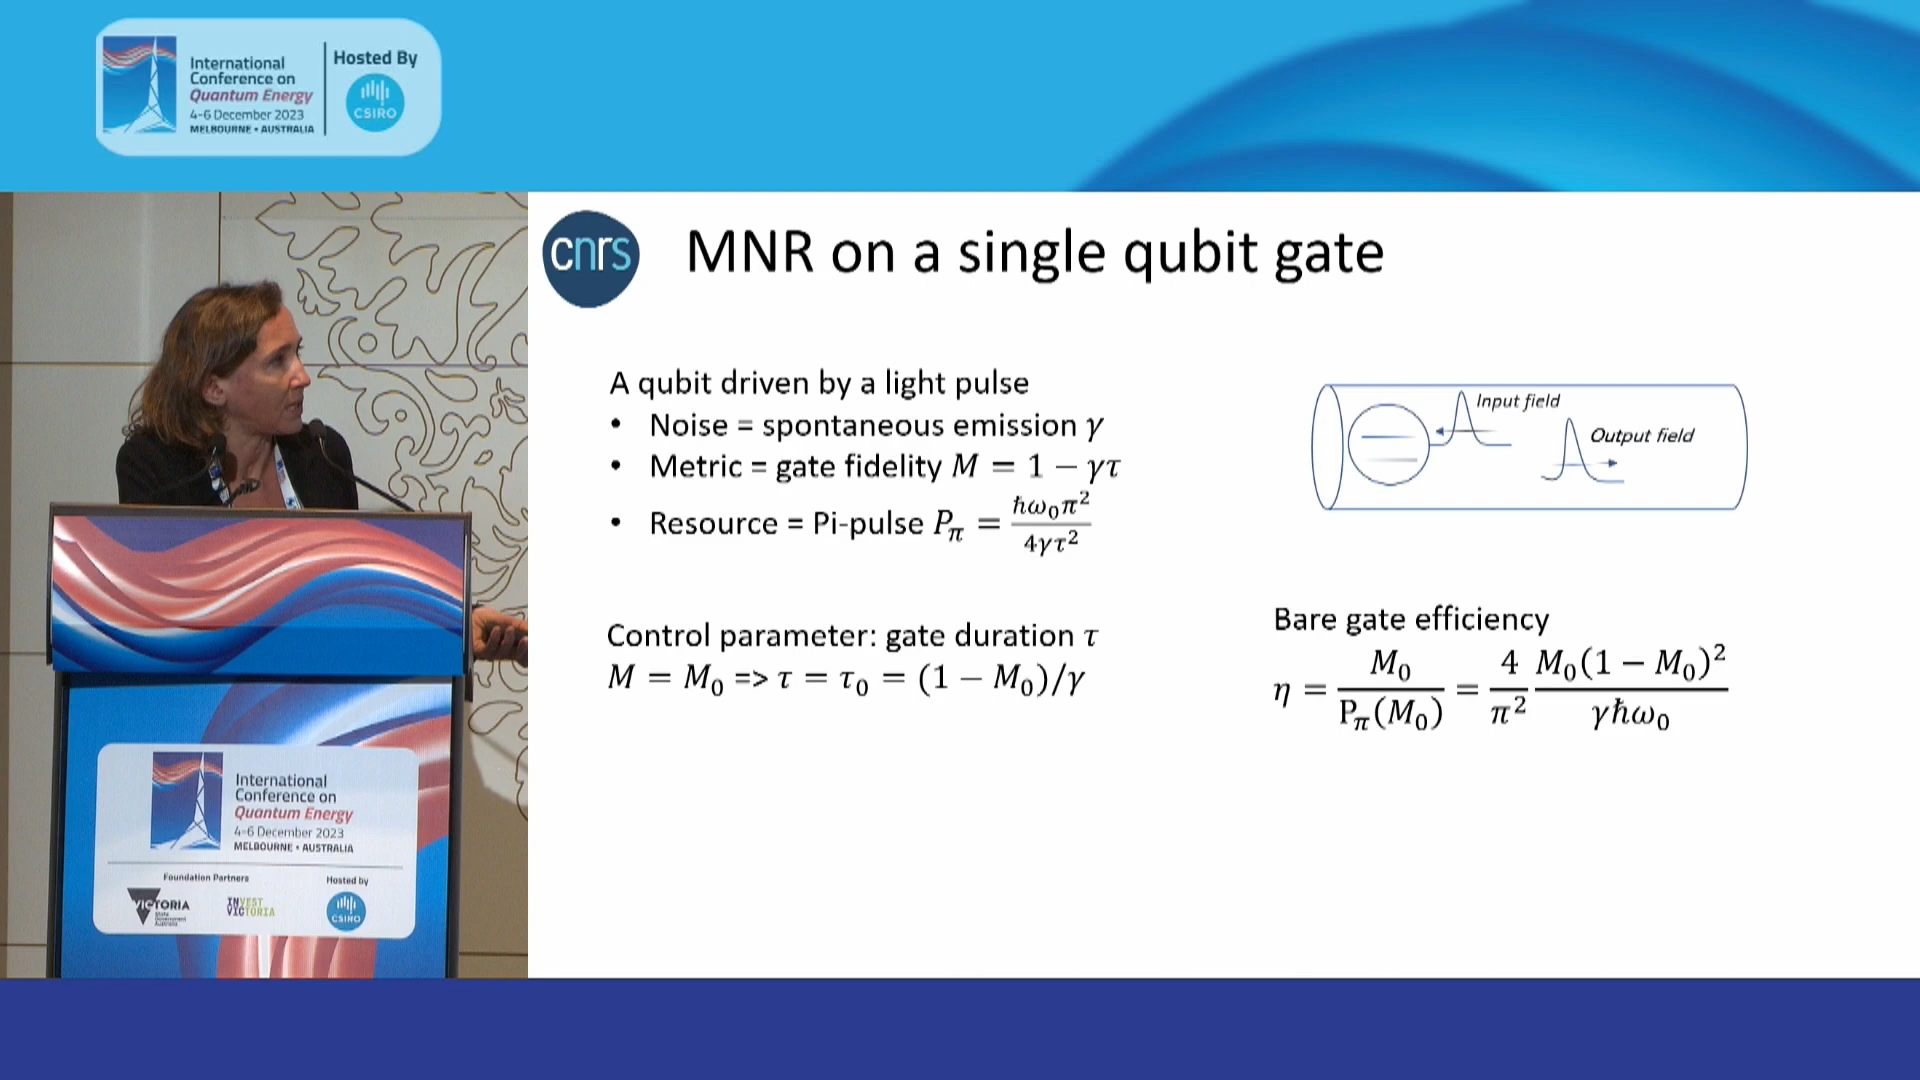 International
Conference on
Quantum Energy
4-6 December 2023
MELBOURNE • AUSTRALIA
Hosted By
CSIRO
cnrs
MNR on a single qubit gate
A qubit driven by a light pulse
• Noise = spontaneous emission γ
• Metric = gate fidelity M = 1 − γτ
• Resource = Pi-pulse P_π = ħω₀π² / 4γτ²
Control parameter: gate duration τ
M = M₀ => τ = τ₀ = (1 − M₀)/γ
Input field
Output field
Bare gate efficiency
η = M₀ / P_π(M₀) = 4/π² M₀(1 − M₀)² / γħω₀
International
Conference on
Quantum Energy
4-6 December 2023
MELBOURNE • AUSTRALIA
Foundation Partners
VICTORIA
State
Government
Australia
INVEST
VICTORIA
Hosted by
CSIRO